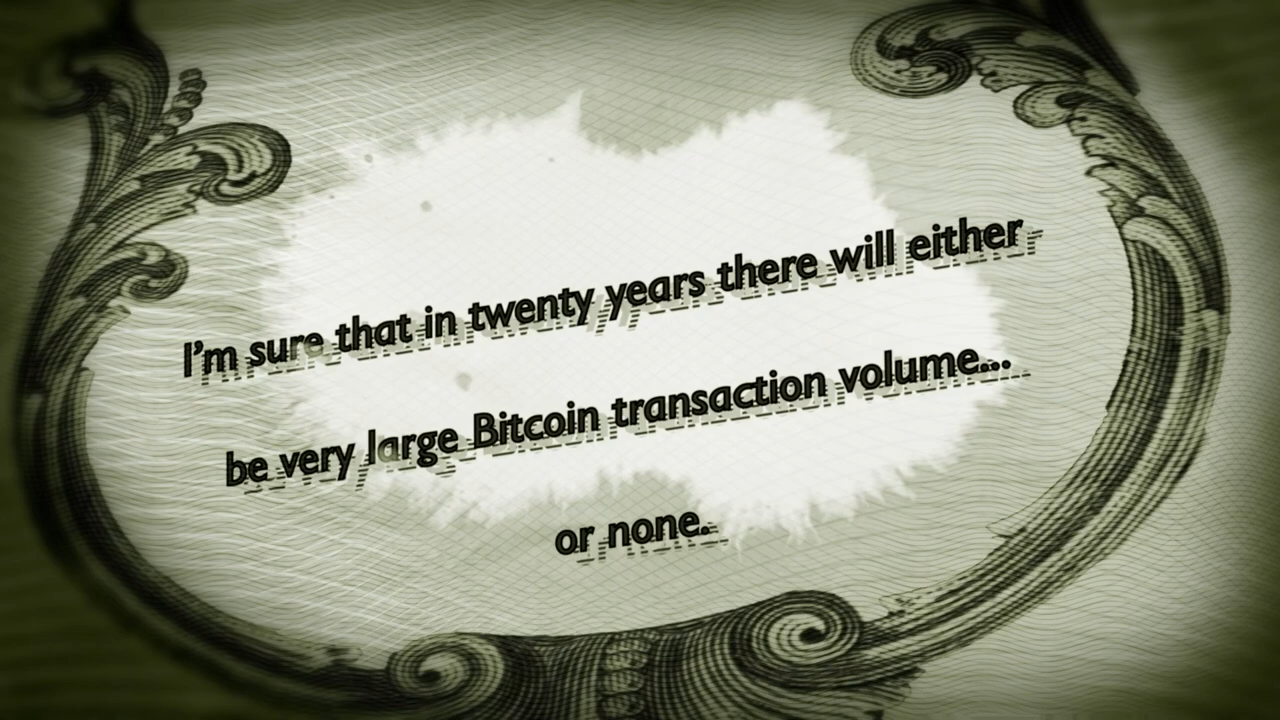 I’m sure that in twenty years there will either
be very large Bitcoin transaction volume...
or none.